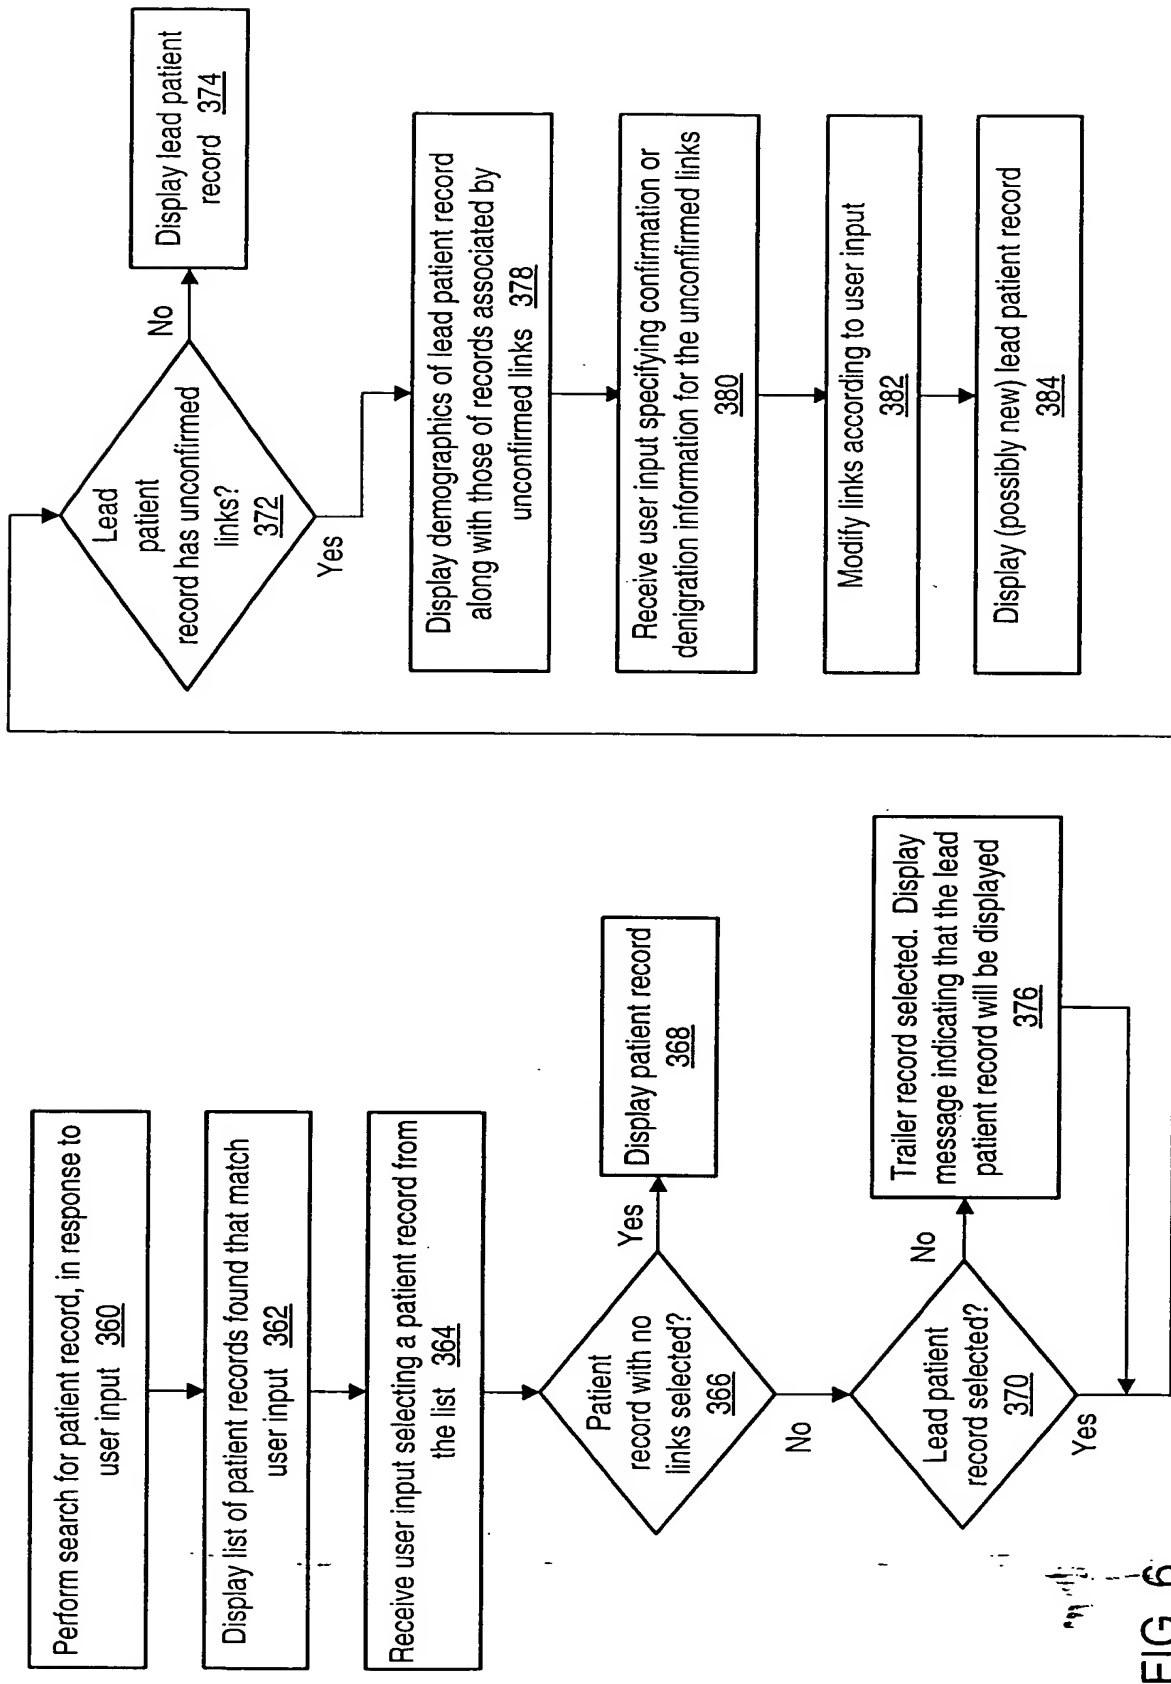 Perform search for patient record, in response to
user input 360
Display list of patient records found that match
user input 362
Receive user input selecting a patient record from
the list 364
Patient
record with no
links selected?
366
Yes
Display patient record
368
No
Lead patient
record selected?
370
No
Trailer record selected. Display
message indicating that the lead
patient record will be displayed
376
Yes
Lead
patient
record has unconfirmed
links?
372
No
Display lead patient
record 374
Yes
Display demographics of lead patient record
along with those of records associated by
unconfirmed links 378
Receive user input specifying confirmation or
denigration information for the unconfirmed links
380
Modify links according to user input
382
Display (possibly new) lead patient record
384
FIG. 6